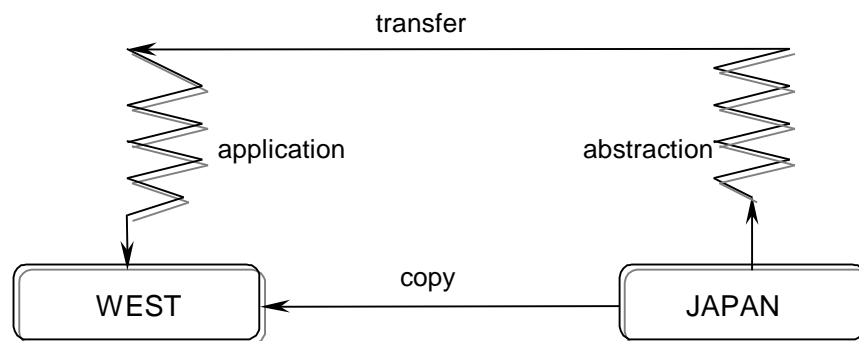 transfer
application
abstraction
copy
WEST
JAPAN